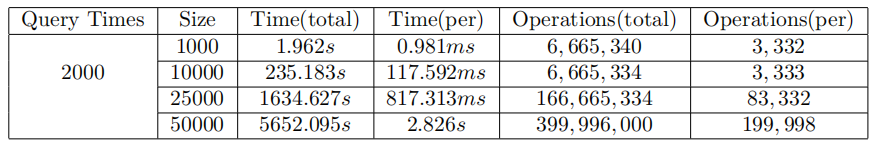 Query Times Size Time(total) Time(per) Operations(total) Operations(per)
1000 1.962s 0.981ms 6,665,340 3,332
2000 10000 235.183s 117.592ms 6,665,334 3,333
25000 1634.627s 817.313ms 166,665,334 83,332
50000 5652.095s 2.826s 399,996,000 199,998